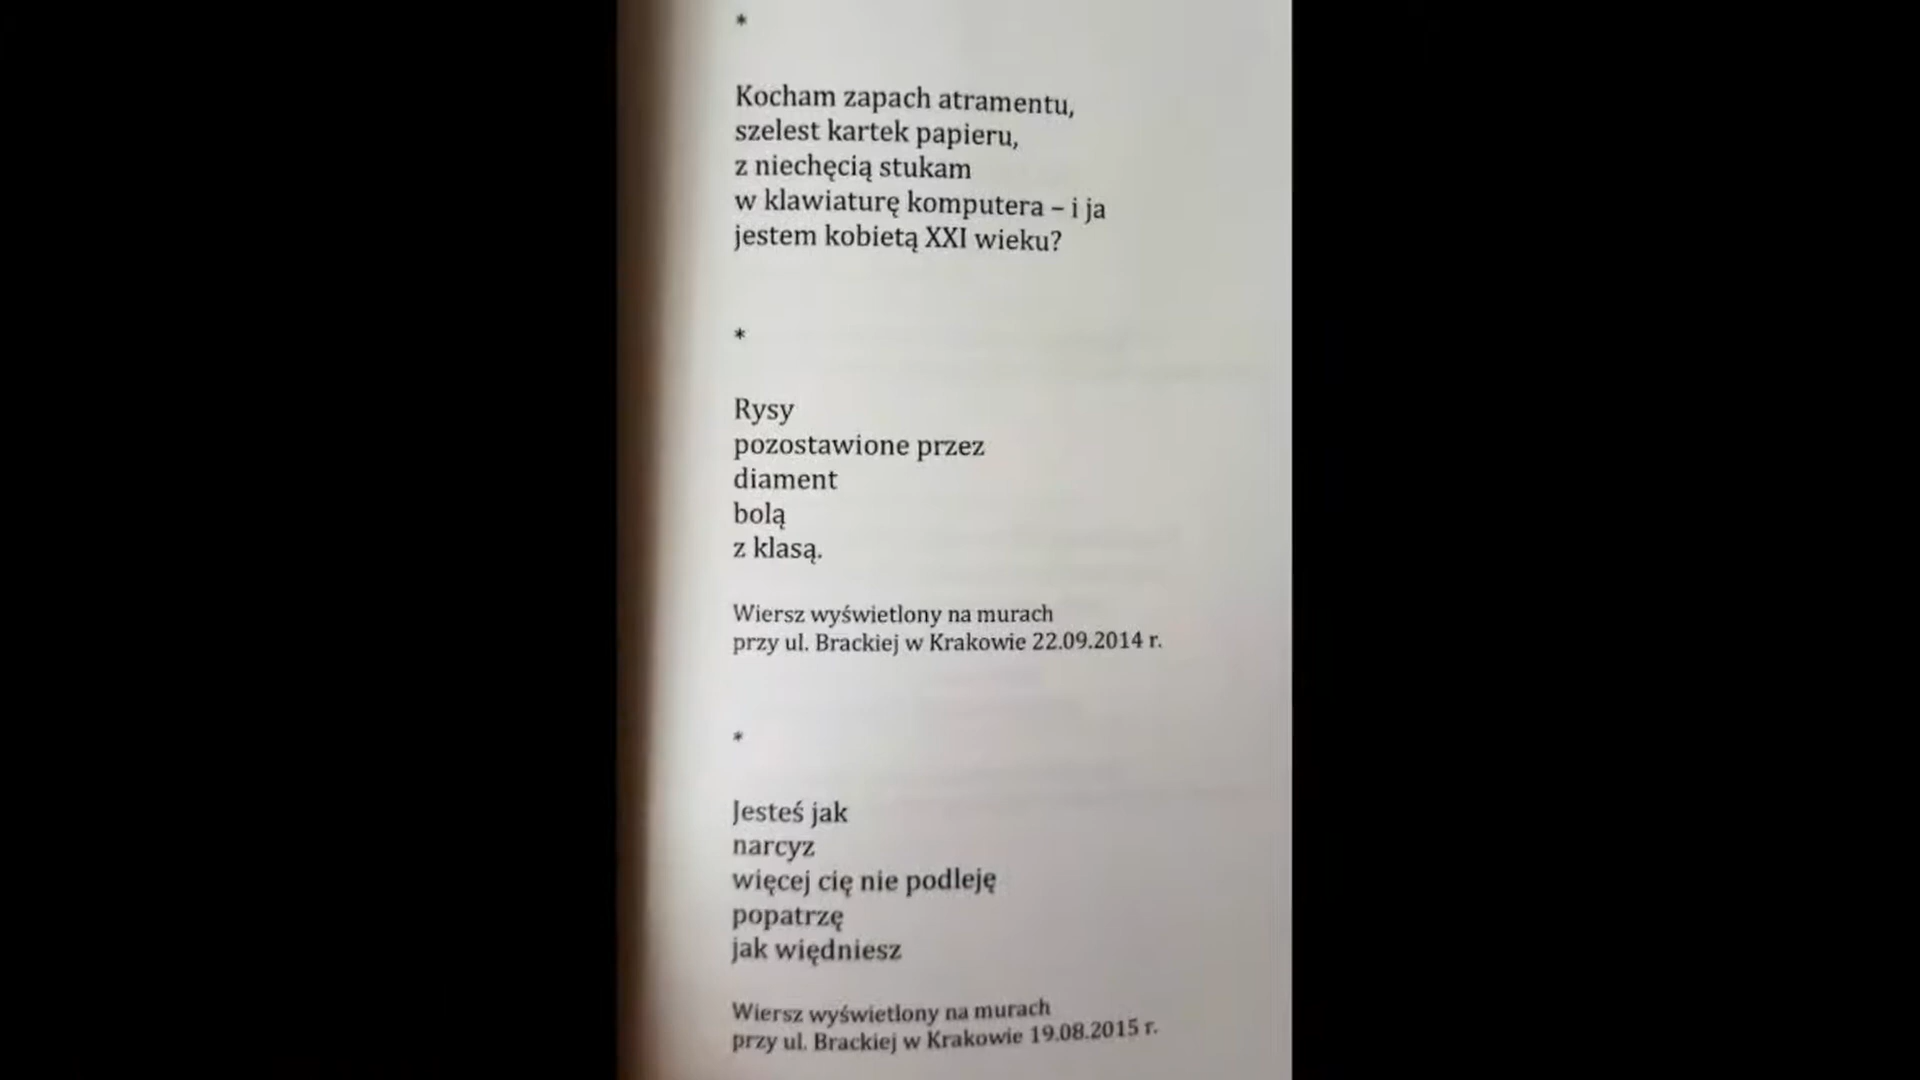 *
Kocham zapach atramentu,
szelest kartek papieru,
z niechęcią stukam
w klawiaturę komputera – i ja
jestem kobietą XXI wieku?
*
Rysy
pozostawione przez
diament
bolą
z klasą.
Wiersz wyświetlony na murach
przy ul. Brackiej w Krakowie 22.09.2014 r.
*
Jesteś jak
narcyz
więcej cię nie podleję
popatrzę
jak więdniesz
Wiersz wyświetlony na murach
przy ul. Brackiej w Krakowie 19.08.2015 r.